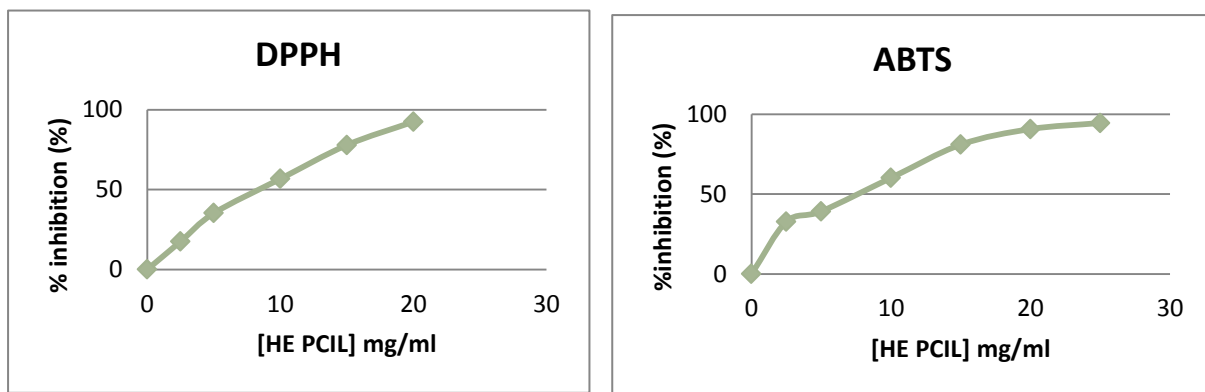 DPPH
% inhibition (%)
100
50
0
0 10 20 30
[HE PCIL] mg/ml
ABTS
%inhibition (%)
100
50
0
0 10 20 30
[HE PCIL] mg/ml